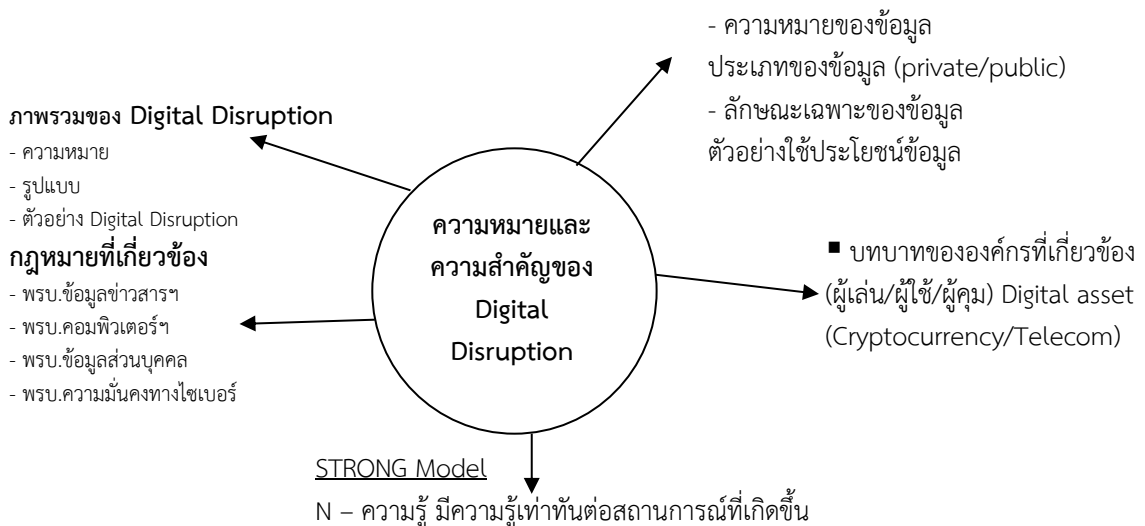 - ความหมายของข้อมูล
ประเภทของข้อมูล (private/public)
- ลักษณะเฉพาะของข้อมูล
ตัวอย่างใช้ประโยชน์ข้อมูล
ภาพรวมของ Digital Disruption
- ความหมาย
- รูปแบบ
- ตัวอย่าง Digital Disruption
กฎหมายที่เกี่ยวข้อง
- พรบ.ข้อมูลข่าวสารฯ
- พรบ.คอมพิวเตอร์ฯ
- พรบ.ข้อมูลส่วนบุคคล
- พรบ.ความมั่นคงทางไซเบอร์
ความหมายและ
ความสำคัญของ
Digital
Disruption
▪ บทบาทขององค์กรที่เกี่ยวข้อง
(ผู้เล่น/ผู้ใช้/ผู้คุม) Digital asset
(Cryptocurrency/Telecom)
STRONG Model
N – ความรู้ มีความรู้เท่าทันต่อสถานการณ์ที่เกิดขึ้น